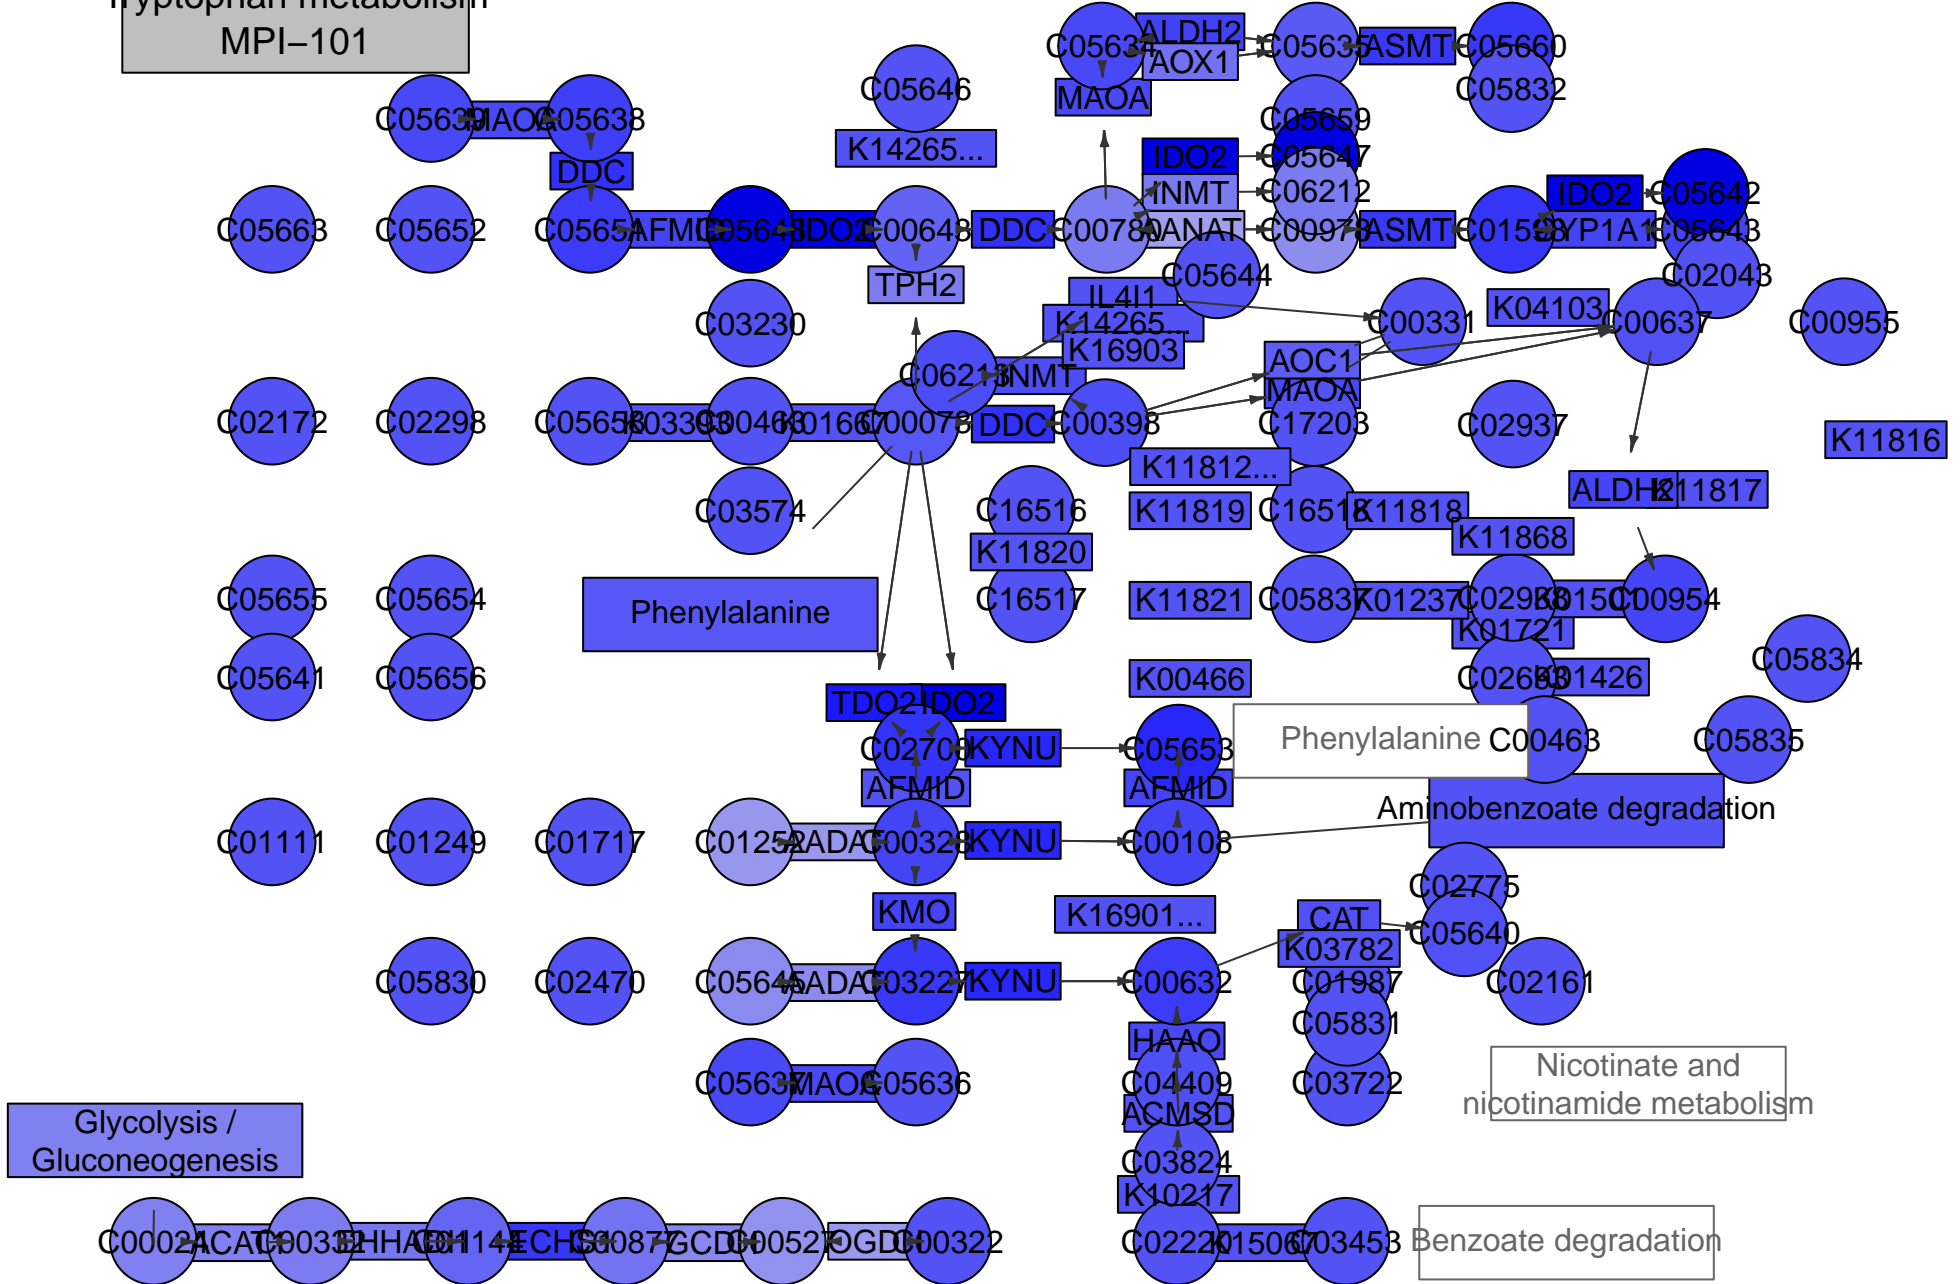 Tryptophan metabolism
MPI−101
C05634
ALDH2
AOX1
C05635
ASMT
C05660
C05832
MAOA
C05646
K14265...
C05639
MAOA
C05638
DDC
C05659
IDO2
C05647
INMT
C06212
IDO2
C05642
C05663
C05652
C05651
AFMID
C05648
IDO2
C00643
DDC
C00780
AANAT
C00978
ASMT
C01598
CYP1A1
C05643
TPH2
C05644
C02043
IL4I1
K14265...
K16903
C03230
C00331
K04103
C00637
C00955
C06213
INMT
AOC1
MAOA
C02172
C02298
C05658
K03393
C00463
K01667
C00078
DDC
C00398
C17203
C02937
K11816
K11812...
C03574
C16516
K11819
C16518
K11818
ALDH2
K11817
K11868
K11820
C16517
K11821
C05837
K01237
C02938
K01501
C00954
K01721
C05655
C05654
Phenylalanine
C05641
C05656
K00466
C02693
K01426
C05834
TDO2
IDO2
C02700
KYNU
C05653
Phenylalanine
C00463
C05835
AFMID
AFMID
Aminobenzoate degradation
C01111
C01249
C01717
C01252
AADAT
C00328
KYNU
C00108
C02775
KMO
K16901...
CAT
K03782
C05640
C05830
C02470
C05645
AADAT
C03227
KYNU
C00632
C01987
C02161
C05831
HAAO
C05637
MAOA
C05636
C04409
C03722
Nicotinate and
nicotinamide metabolism
ACMSD
Glycolysis /
Gluconeogenesis
C03824
K10217
C00024
ACAT1
C00332
EHHADH
C01144
ECHS1
C00877
GCDH
C00527
OGDH
C00322
C02220
K15067
C03453
Benzoate degradation